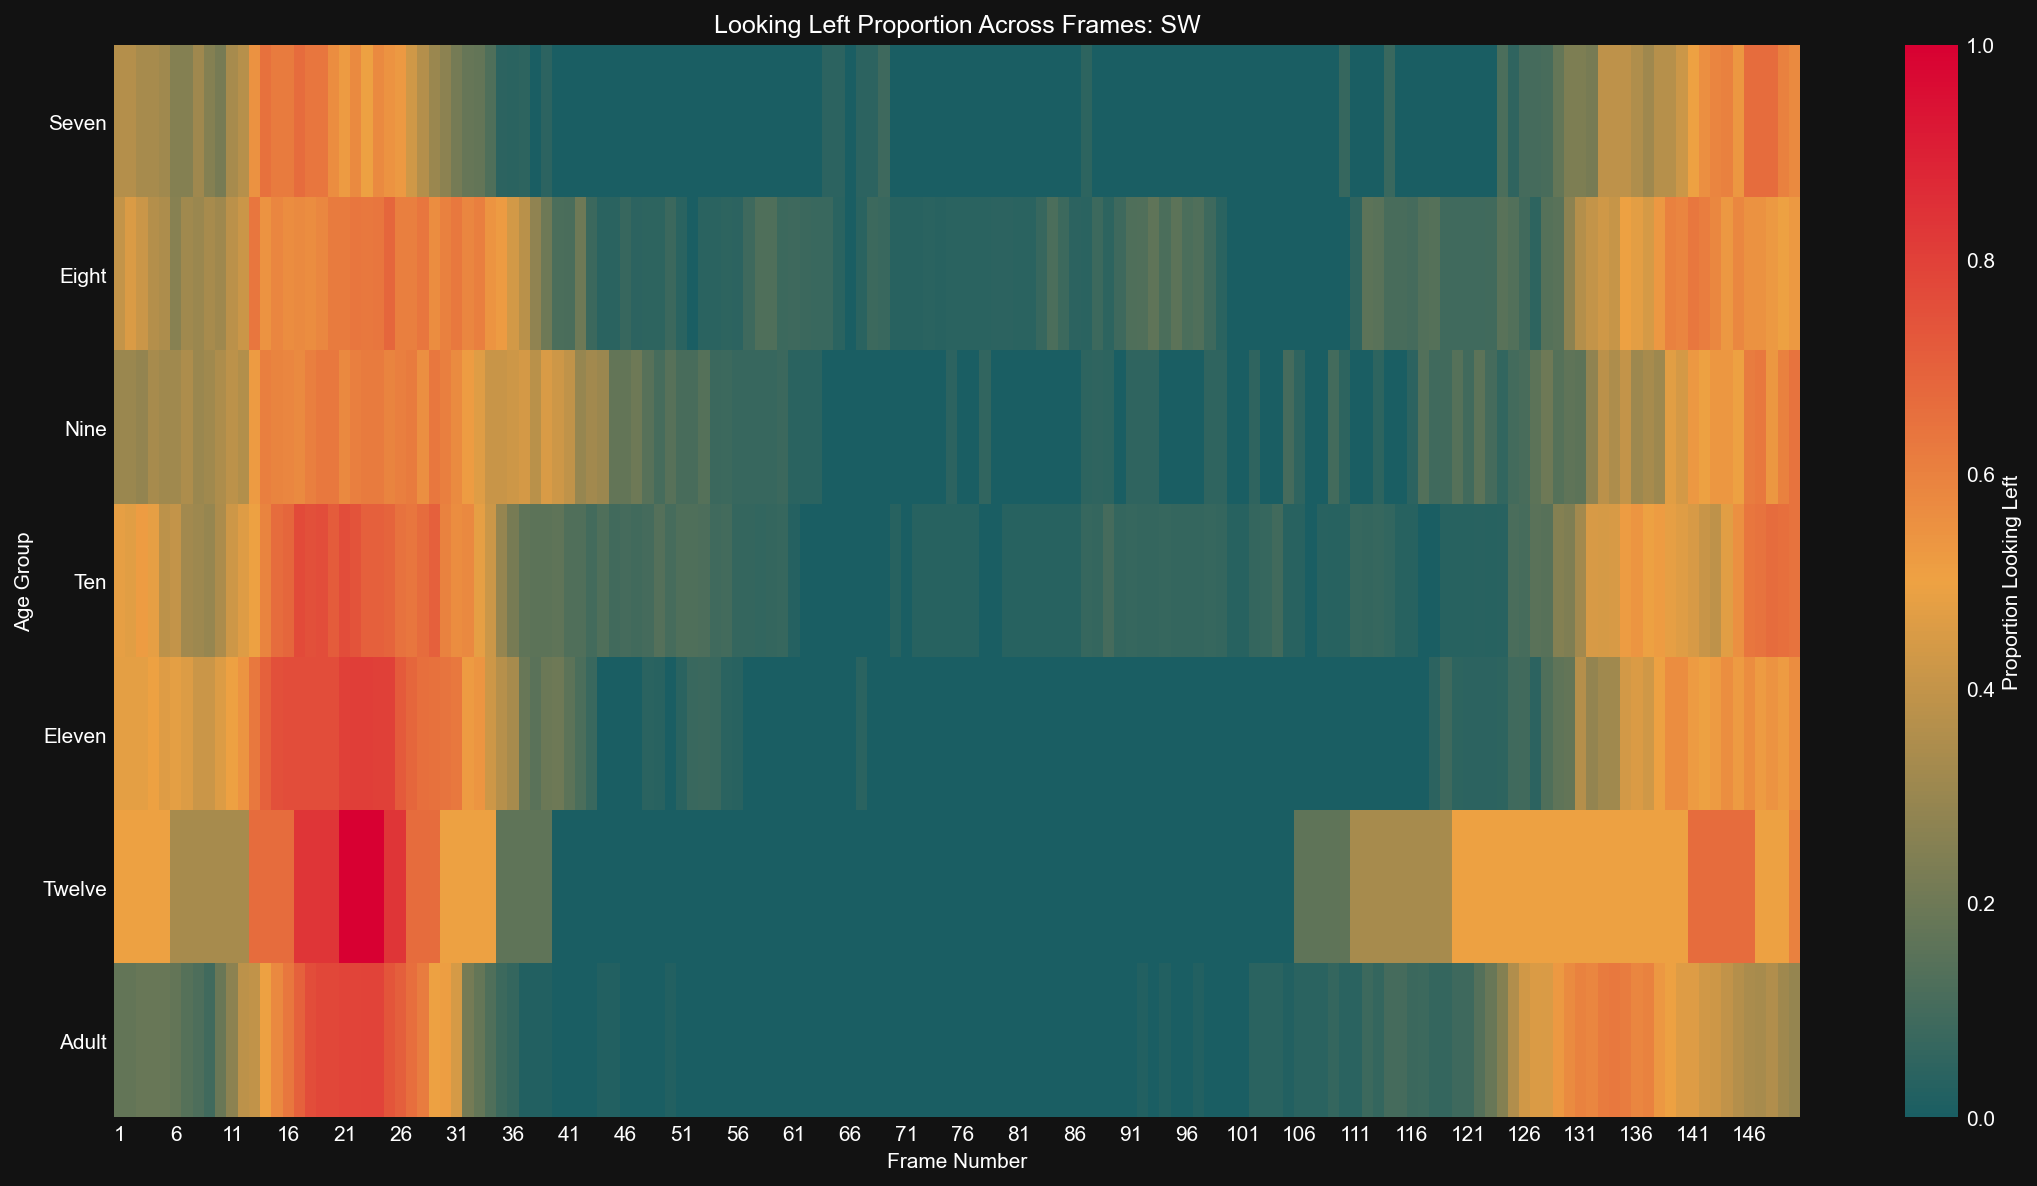 Looking Left Proportion Across Frames: SW
Age Group
Seven
Eight
Nine
Ten
Eleven
Twelve
Adult
1 6 11 16 21 26 31 36 41 46 51 56 61 66 71 76 81 86 91 96 101 106 111 116 121 126 131 136 141 146
Frame Number
1.0
0.8
0.6
0.4
0.2
0.0
Proportion Looking Left